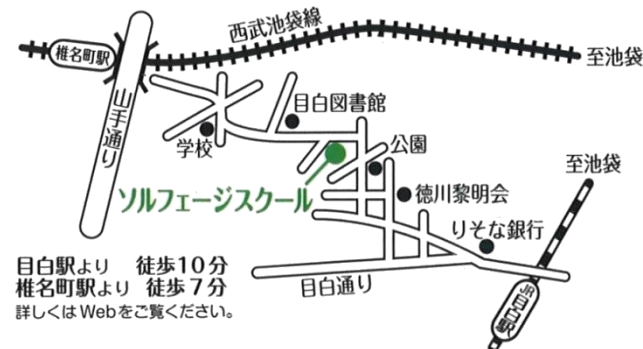 西武池袋線
至池袋
椎名町駅
山手通り
目白図書館
学校
公園
至池袋
ソルフェージスクール
徳川黎明会
りそな銀行
目白駅より 徒歩10分
椎名町駅より 徒歩7分
詳しくはWebをご覧ください。
目白通り
JR目白駅